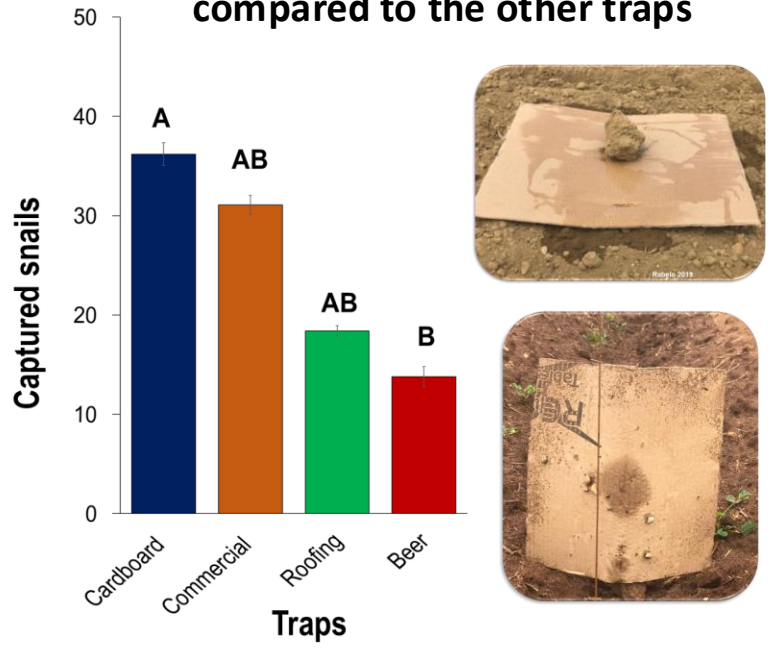 compared to the other traps
50
40
30
20
10
0
Captured snails
A
AB
AB
B
Cardboard
Commercial
Roofing
Beer
Traps
Rabelo 2019
Table